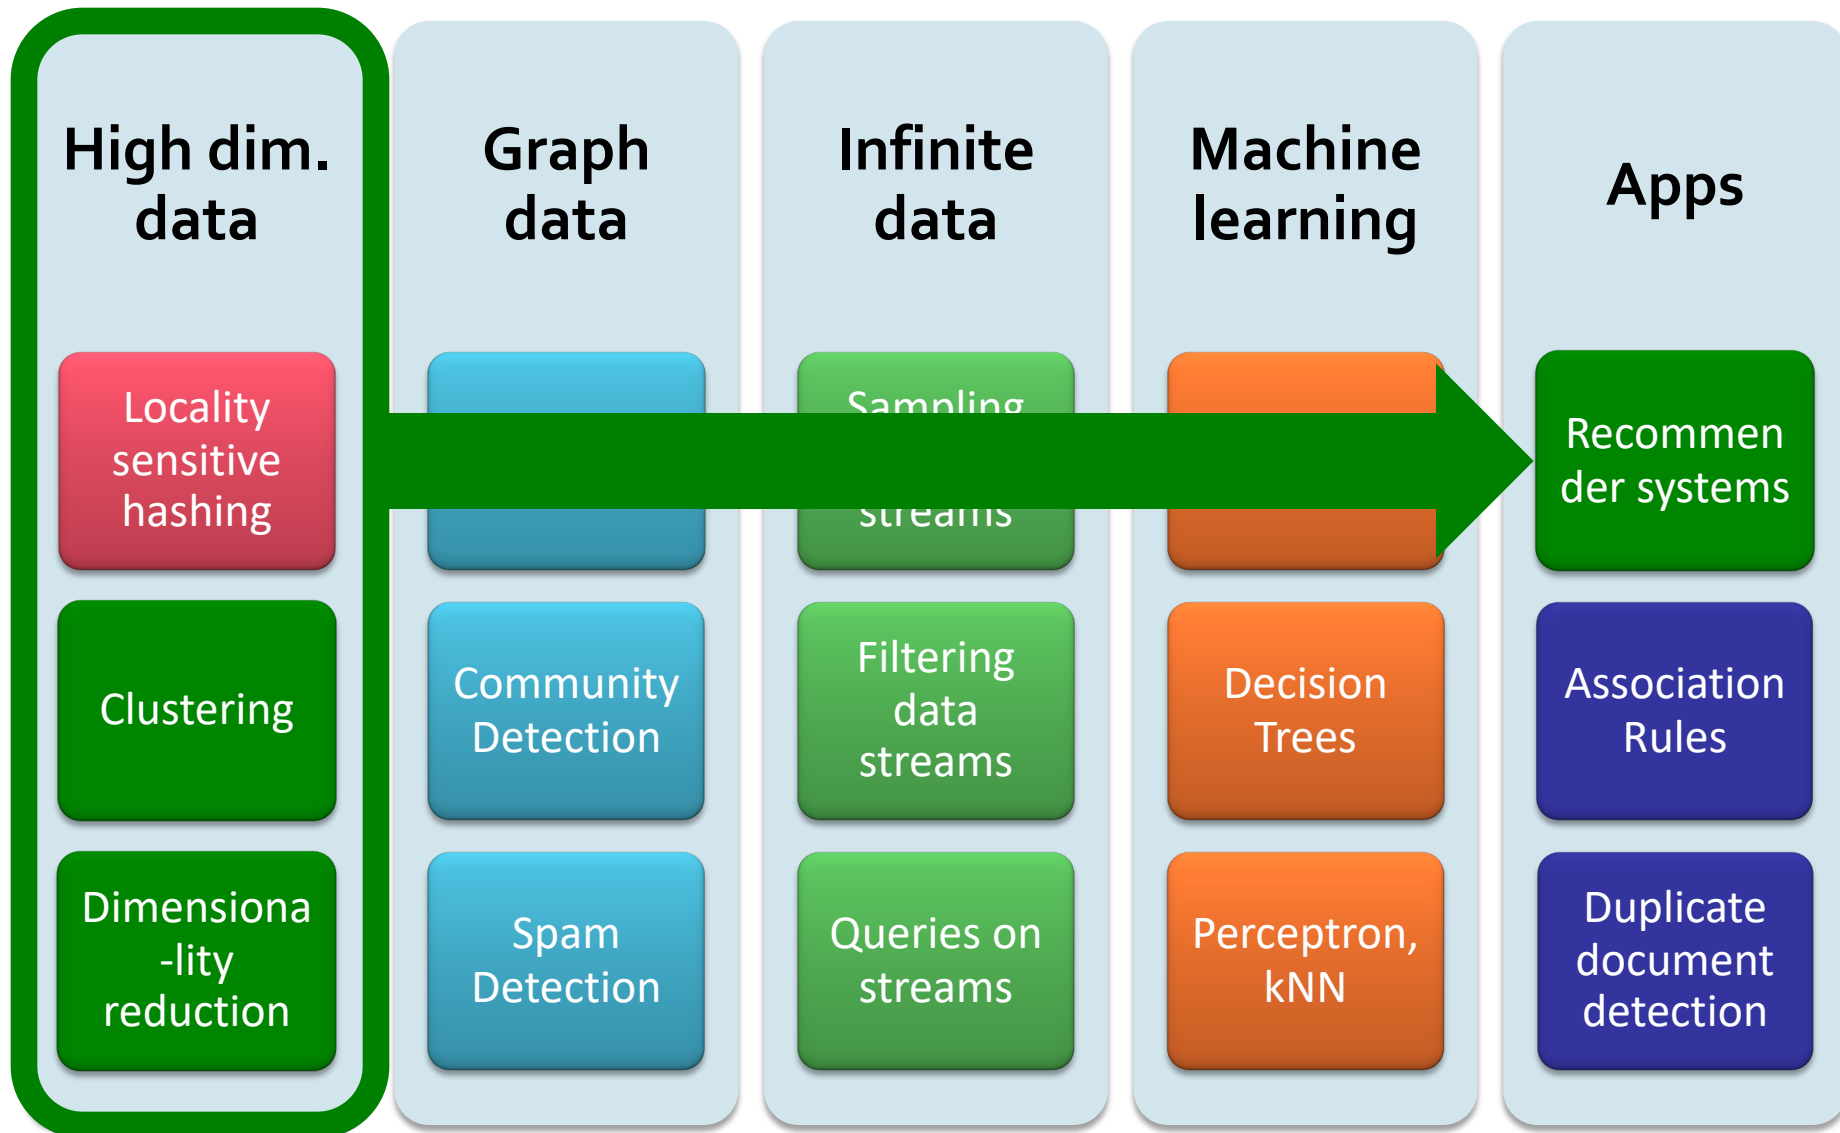 High dim.
data
Locality
sensitive
hashing
Clustering
Dimensiona
-lity
reduction
Graph
data
Community
Detection
Spam
Detection
Infinite
data
Sampling
streams
Filtering
data
streams
Queries on
streams
Machine
learning
Decision
Trees
Perceptron,
kNN
Apps
Recommen
der systems
Association
Rules
Duplicate
document
detection